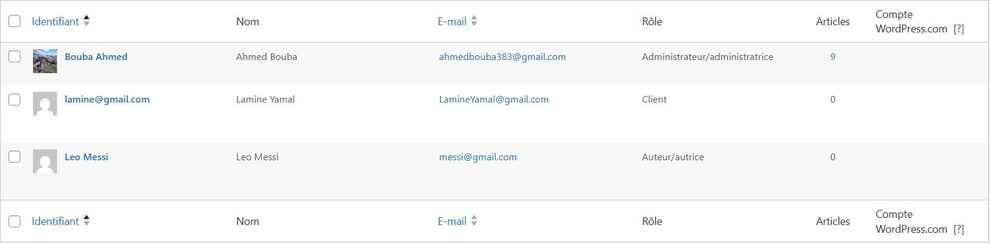 Identifiant Nom E-mail Rôle Articles Compte WordPress.com [?]
Bouba Ahmed Ahmed Bouba ahmedbouba383@gmail.com Administrateur/administratrice 9
lamine@gmail.com Lamine Yamal LamineYamal@gmail.com Client 0
Leo Messi Leo Messi messi@gmail.com Auteur/autrice 0
Identifiant Nom E-mail Rôle Articles Compte WordPress.com [?]